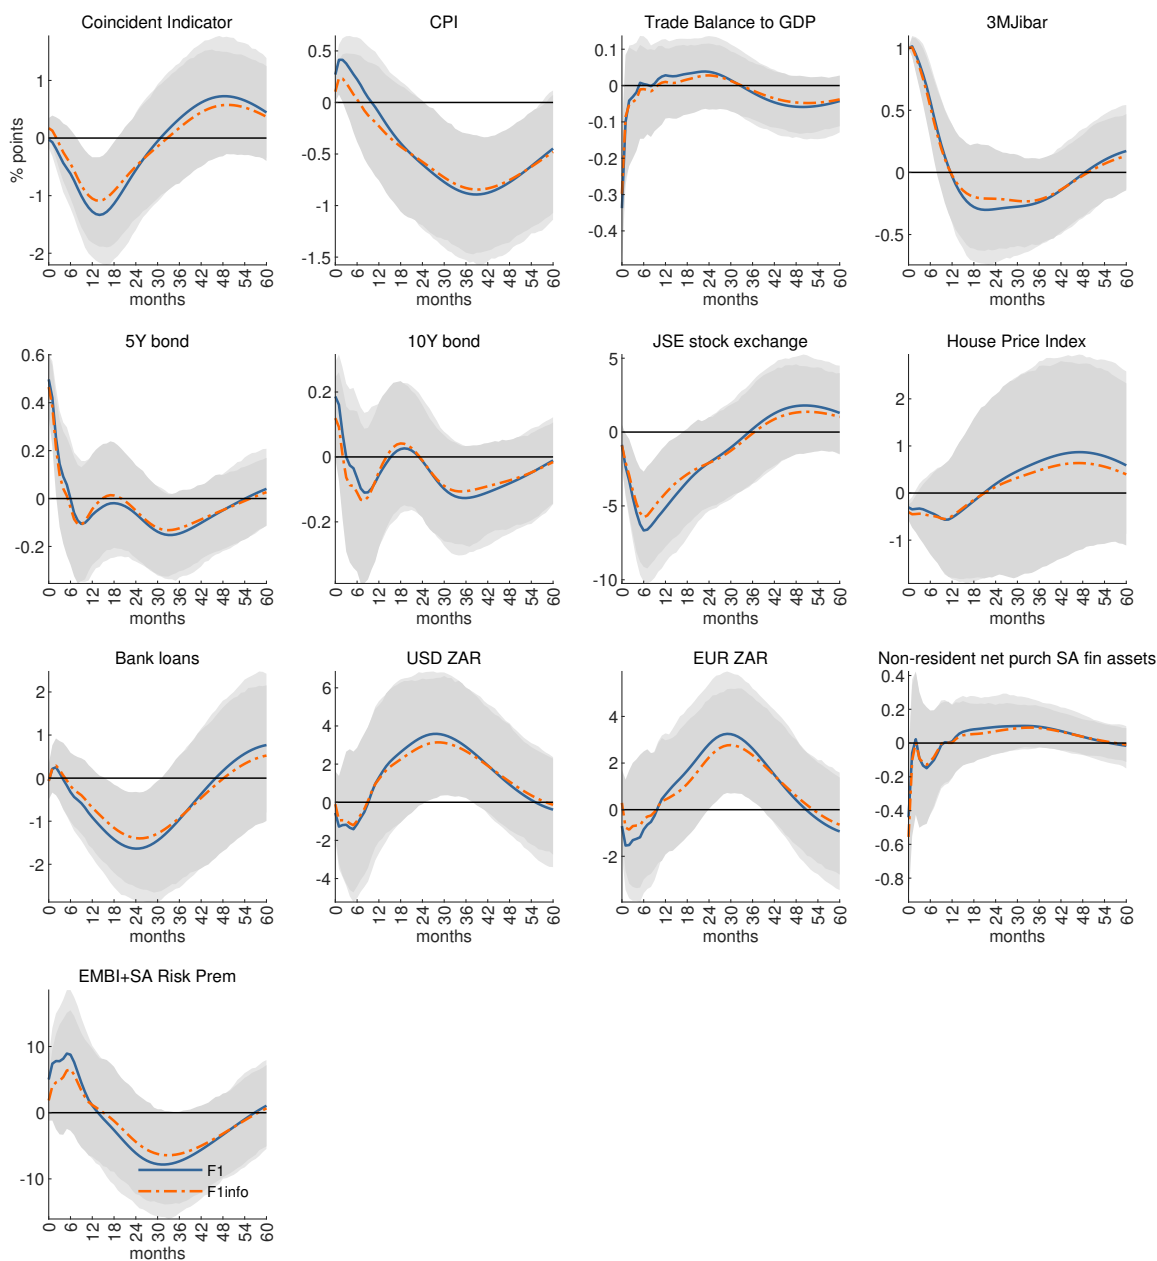 Coincident Indicator
% points
1
0
-1
-2
0 6 12 18 24 30 36 42 48 54 60
months
CPI
0.5
0
-0.5
-1
-1.5
0 6 12 18 24 30 36 42 48 54 60
months
Trade Balance to GDP
0.1
0
-0.1
-0.2
-0.3
-0.4
0 6 12 18 24 30 36 42 48 54 60
months
3MJibar
1
0.5
0
-0.5
0 6 12 18 24 30 36 42 48 54 60
months
5Y bond
0.6
0.4
0.2
0
-0.2
0 6 12 18 24 30 36 42 48 54 60
months
10Y bond
0.2
0
-0.2
0 6 12 18 24 30 36 42 48 54 60
months
JSE stock exchange
5
0
-5
-10
0 6 12 18 24 30 36 42 48 54 60
months
House Price Index
2
1
0
-1
0 6 12 18 24 30 36 42 48 54 60
months
Bank loans
2
1
0
-1
-2
0 6 12 18 24 30 36 42 48 54 60
months
USD ZAR
6
4
2
0
-2
-4
0 6 12 18 24 30 36 42 48 54 60
months
EUR ZAR
4
2
0
-2
0 6 12 18 24 30 36 42 48 54 60
months
Non-resident net purch SA fin assets
0.4
0.2
0
-0.2
-0.4
-0.6
-0.8
0 6 12 18 24 30 36 42 48 54 60
months
EMBI+SA Risk Prem
10
0
-10
F1
F1info
0 6 12 18 24 30 36 42 48 54 60
months